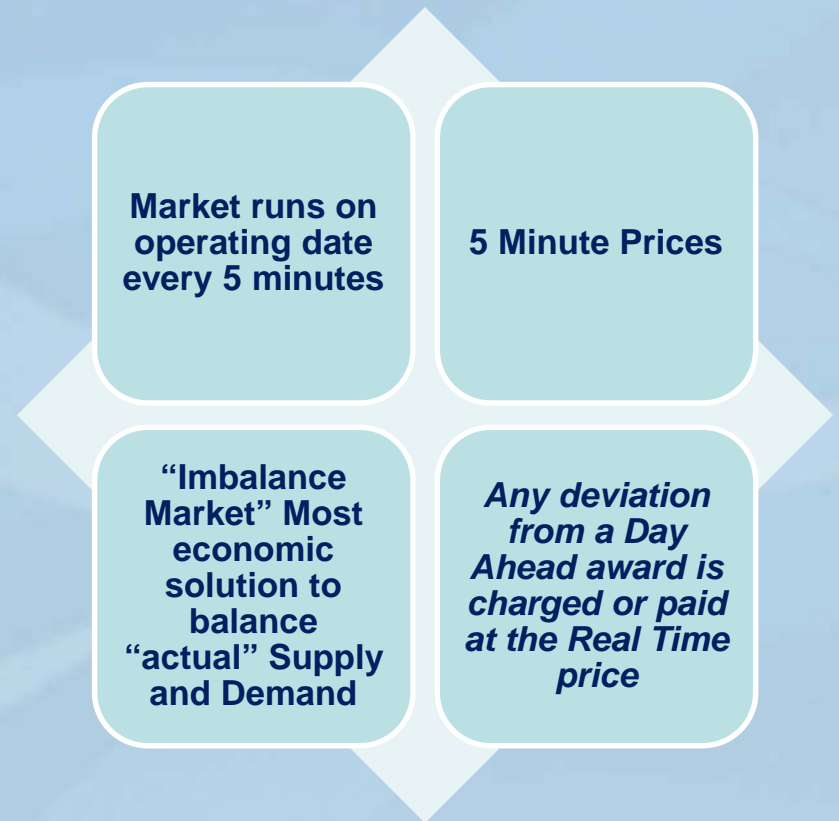 Market runs on
operating date
every 5 minutes
5 Minute Prices
“Imbalance
Market” Most
economic
solution to
balance
“actual” Supply
and Demand
Any deviation
from a Day
Ahead award is
charged or paid
at the Real Time
price